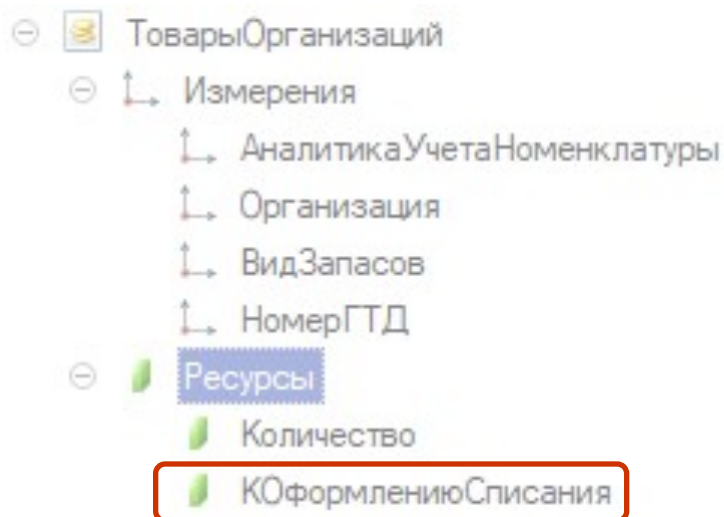 ТоварыОрганизаций
Измерения
АналитикаУчетаНоменклатуры
Организация
ВидЗапасов
НомерГТД
Ресурсы
Количество
КОформлениюСписания